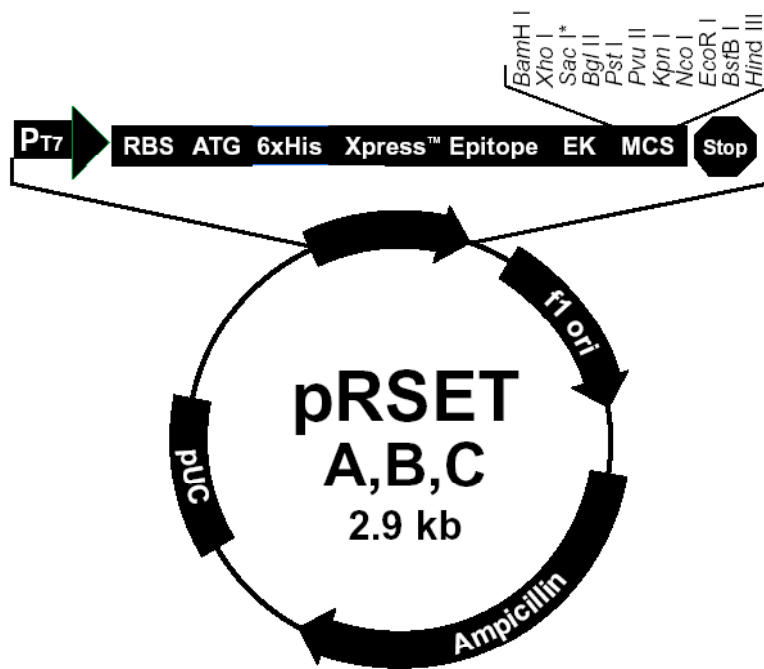 BamH I
Xho I
Sac I*
Bgl II
Pst I
Pvu II
Kpn I
Nco I
EcoR I
BstB I
Hind III
PT7
RBS ATG 6xHis Xpress™ Epitope EK MCS
Stop
f1 ori
pRSET
A,B,C
2.9 kb
pUC
Ampicillin